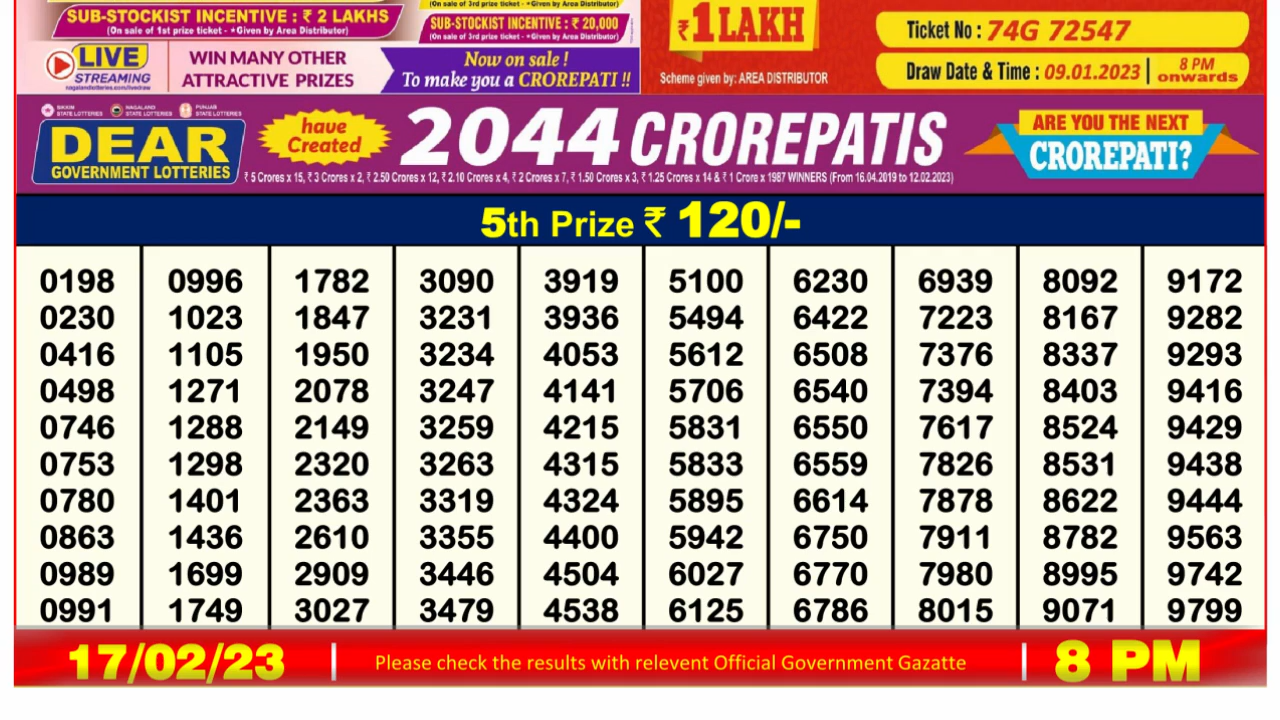 (On sale of 3rd prize ticket - *Given by Area Distributor)
SUB-STOCKIST INCENTIVE : ₹ 2 LAKHS
(On sale of 1st prize ticket - *Given by Area Distributor)
SUB-STOCKIST INCENTIVE : ₹ 20,000
(On sale of 3rd prize ticket - *Given by Area Distributor)
₹1 LAKH
Scheme given by: AREA DISTRIBUTOR
Ticket No : 74G 72547
Draw Date & Time : 09.01.2023 | 8 PM onwards
LIVE
STREAMING
nagalandlotteries.com/livedraw
WIN MANY OTHER
ATTRACTIVE PRIZES
Now on sale !
To make you a CROREPATI !!
SIKKIM STATE LOTTERIES NAGALAND STATE LOTTERIES PUNJAB STATE LOTTERIES
DEAR
GOVERNMENT LOTTERIES
have
Created
2044 CROREPATIS
₹ 5 Crores x 15, ₹ 3 Crores x 2, ₹ 2.50 Crores x 12, ₹ 2.10 Crores x 4, ₹ 2 Crores x 7, ₹ 1.50 Crores x 3, ₹ 1.25 Crores x 14 & ₹ 1 Crore x 1987 WINNERS (From 16.04.2019 to 12.02.2023)
ARE YOU THE NEXT
CROREPATI?
5th Prize ₹ 120/-
0198 0996 1782 3090 3919 5100 6230 6939 8092 9172
0230 1023 1847 3231 3936 5494 6422 7223 8167 9282
0416 1105 1950 3234 4053 5612 6508 7376 8337 9293
0498 1271 2078 3247 4141 5706 6540 7394 8403 9416
0746 1288 2149 3259 4215 5831 6550 7617 8524 9429
0753 1298 2320 3263 4315 5833 6559 7826 8531 9438
0780 1401 2363 3319 4324 5895 6614 7878 8622 9444
0863 1436 2610 3355 4400 5942 6750 7911 8782 9563
0989 1699 2909 3446 4504 6027 6770 7980 8995 9742
0991 1749 3027 3479 4538 6125 6786 8015 9071 9799
17/02/23 | Please check the results with relevent Official Government Gazatte | 8 PM